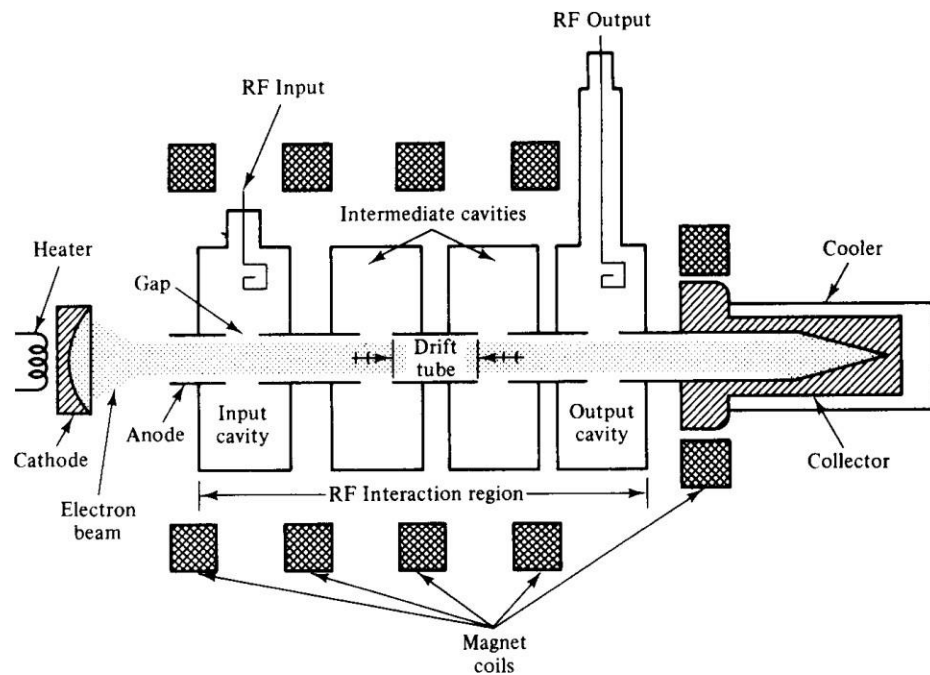 RF Output
RF Input
Intermediate cavities
Heater
Cooler
Gap
Drift
tube
Input
cavity
Output
cavity
Anode
Cathode
Collector
RF Interaction region
Electron
beam
Magnet
coils